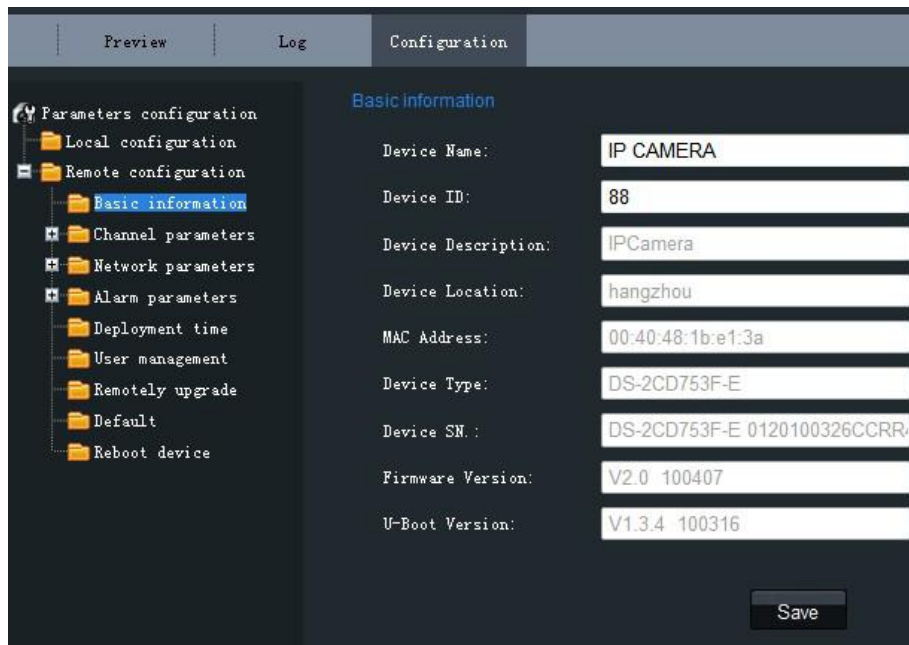 Preview Log Configuration
Parameters configuration
Local configuration
Remote configuration
Basic information
Channel parameters
Network parameters
Alarm parameters
Deployment time
User management
Remotely upgrade
Default
Reboot device
Basic information
Device Name: IP CAMERA
Device ID: 88
Device Description: IPCamera
Device Location: hangzhou
MAC Address: 00:40:48:1b:e1:3a
Device Type: DS-2CD753F-E
Device SN.: DS-2CD753F-E 0120100326CCRR
Firmware Version: V2.0 100407
U-Boot Version: V1.3.4 100316
Save